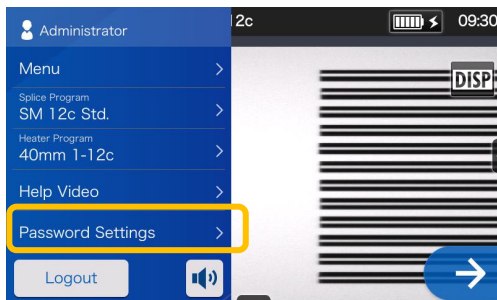 Administrator
12c
09:30
Menu
DISP
Splice Program
SM 12c Std.
Heater Program
40mm 1-12c
Help Video
Password Settings
Logout